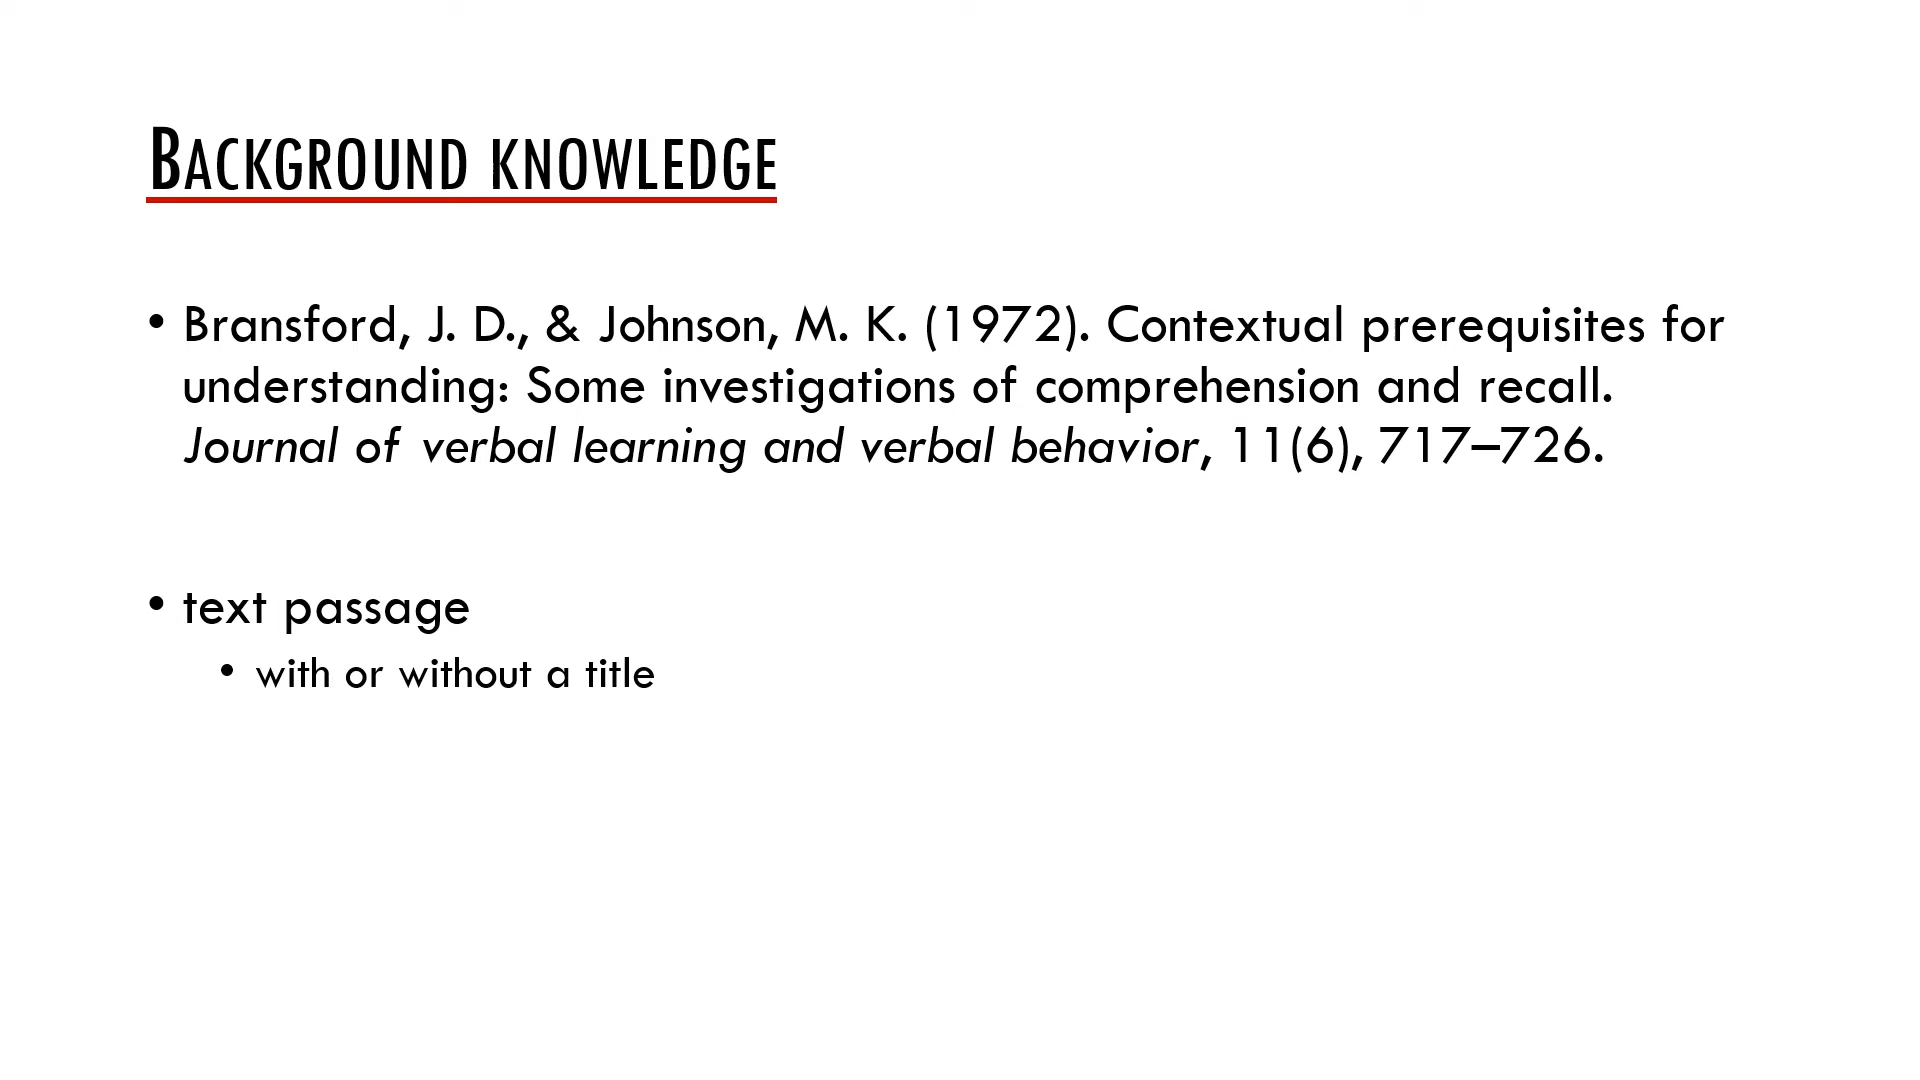 BACKGROUND KNOWLEDGE
• Bransford, J. D., & Johnson, M. K. (1972). Contextual prerequisites for
understanding: Some investigations of comprehension and recall.
Journal of verbal learning and verbal behavior, 11(6), 717–726.
• text passage
• with or without a title